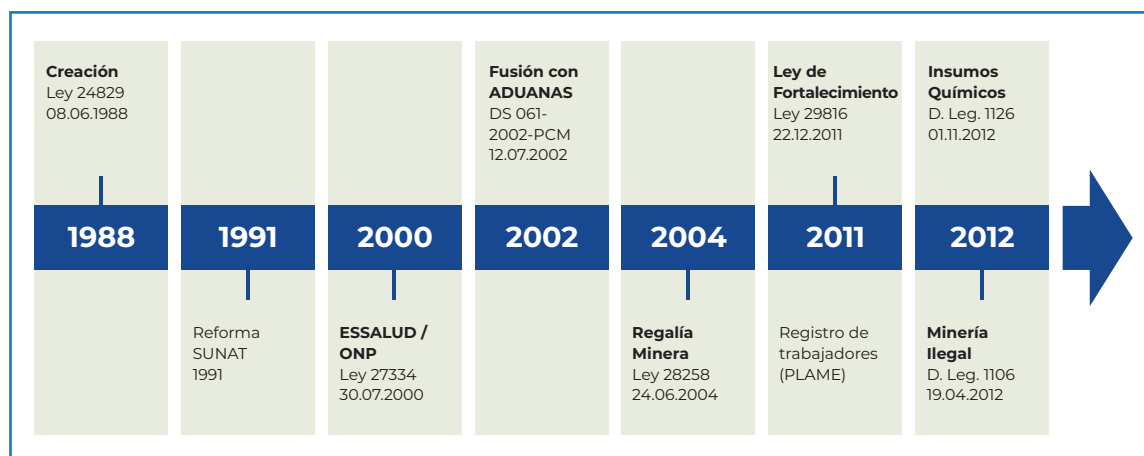 Creación
Ley 24829
08.06.1988
Fusión con
ADUANAS
DS 061-
2002-PCM
12.07.2002
Ley de
Fortalecimiento
Ley 29816
22.12.2011
Insumos
Químicos
D. Leg. 1126
01.11.2012
1988
1991
2000
2002
2004
2011
2012
Reforma
SUNAT
1991
ESSALUD /
ONP
Ley 27334
30.07.2000
Regalía
Minera
Ley 28258
24.06.2004
Registro de
trabajadores
(PLAME)
Minería
Ilegal
D. Leg. 1106
19.04.2012